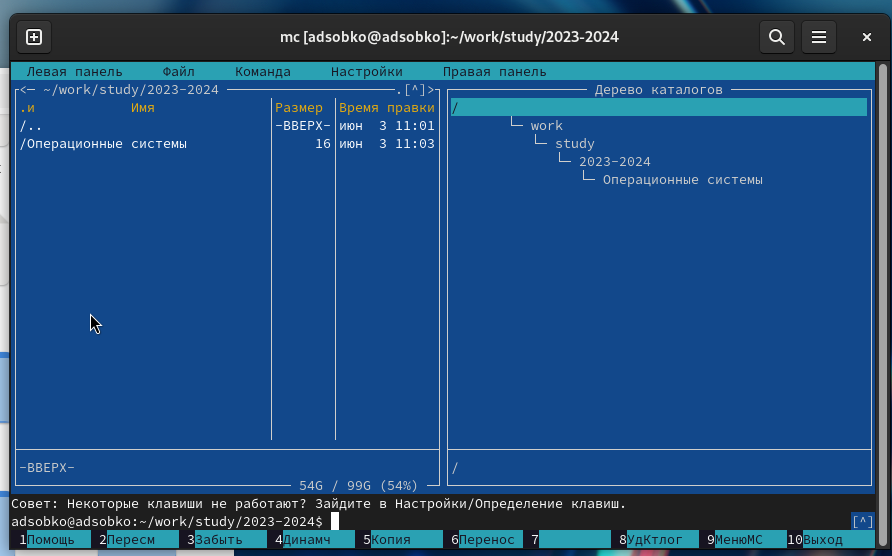 mc [adsobko@adsobko]:~/work/study/2023-2024
Левая панель Файл Команда Настройки Правая панель
<─ ~/work/study/2023-2024 .[^]>
.и Имя Размер Время правки
/.. -ВВЕРХ- июн 3 11:01
/Операционные системы 16 июн 3 11:03
-ВВЕРХ-
54G / 99G (54%)
Дерево каталогов
/
work
study
2023-2024
Операционные системы
/
Совет: Некоторые клавиши не работают? Зайдите в Настройки/Определение клавиш.
adsobko@adsobko:~/work/study/2023-2024$ [^]
1Помощь 2Пересм 3Забыть 4Динамч 5Копия 6Перенос 7 8УдКтлог 9МенюMC 10Выход